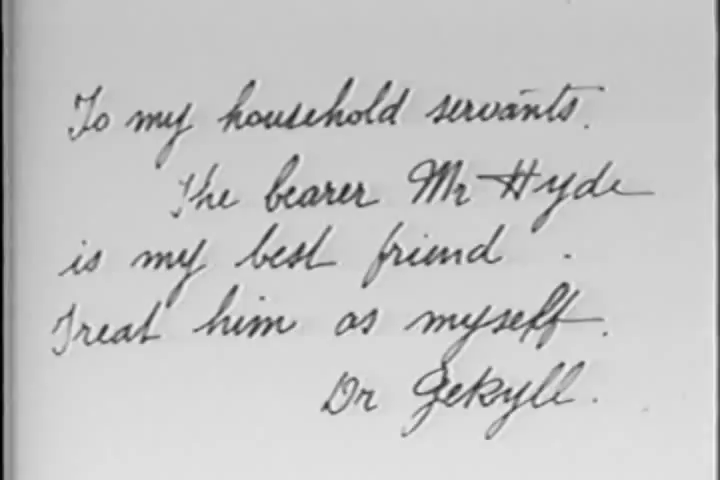 To my household servants.
The bearer Mr Hyde
is my best friend .
Treat him as myself.
Dr Jekyll.